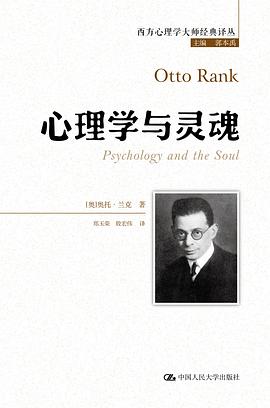 西方心理学大师经典译丛
主编 郭本禹
Otto Rank
心理学与灵魂
Psychology and the Soul
[奥]奥托·兰克 著
郑玉荣 殷宏伟 译
中国人民大学出版社